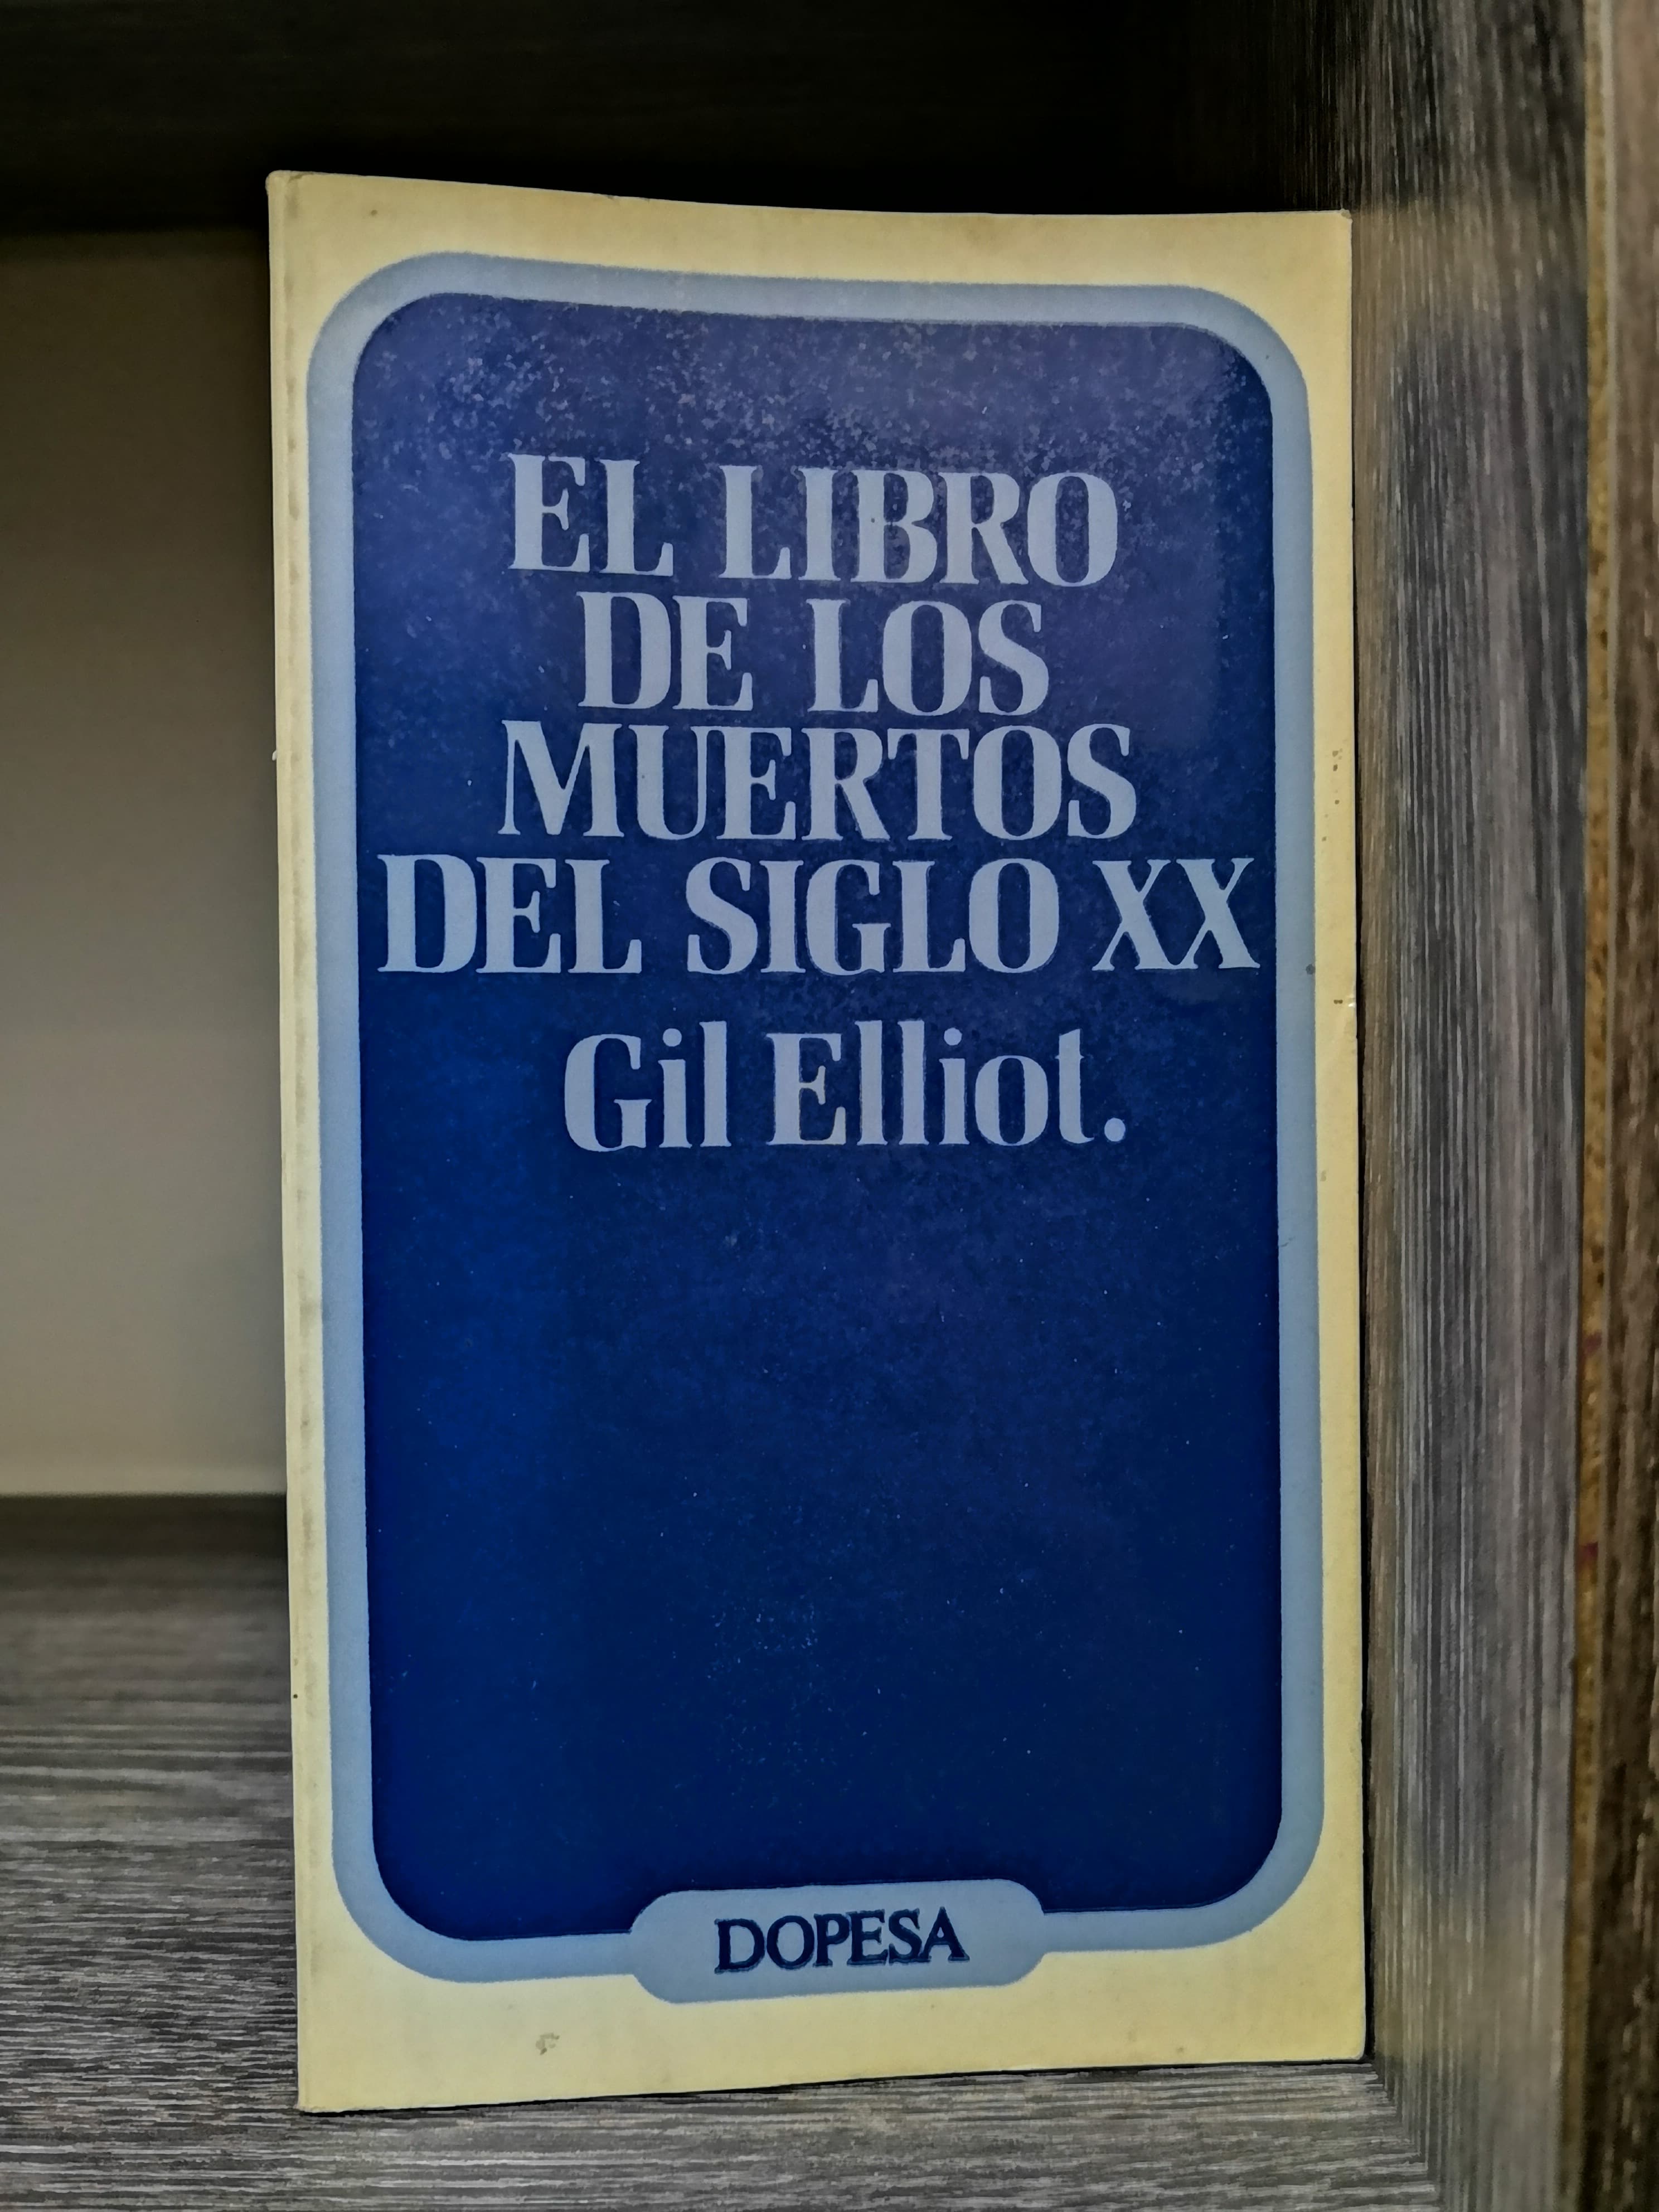 EL LIBRO
DE LOS
MUERTOS
DEL SIGLO XX
Gil Elliot.
DOPESA